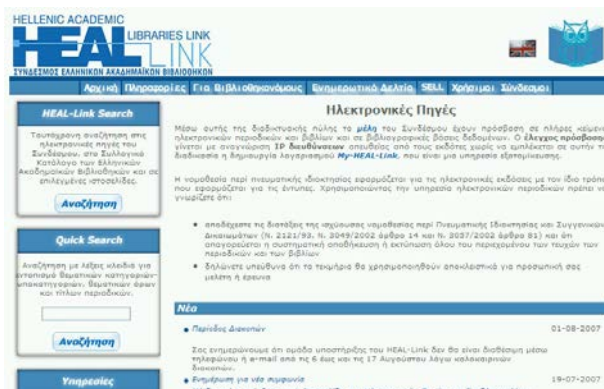 HELLENIC ACADEMIC
LIBRARIES LINK
HEAL
LINK
ΣΥΝΔΕΣΜΟΣ ΕΛΛΗΝΙΚΩΝ ΑΚΑΔΗΜΑΪΚΩΝ ΒΙΒΛΙΟΘΗΚΩΝ
Αρχική Πληροφορίες Για Βιβλιοθηκονόμους Ενημερωτικό Δελτίο SELL Χρήσιμοι Σύνδεσμοι
HEAL-Link Search
Ταυτόχρονη αναζήτηση στις
ηλεκτρονικές πηγές του
Συνδέσμου, στο Συλλογικό
Κατάλογο των Ελληνικών
Ακαδημαϊκών Βιβλιοθηκών και σε
επιλεγμένες ιστοσελίδες.
Αναζήτηση
Quick Search
Αναζήτηση με λέξεις κλειδιά για
εντοπισμό θεματικών κατηγοριών-
υποκατηγοριών, θεματικών όρων
και τίτλων περιοδικών.
Αναζήτηση
Υπηρεσίες
Ηλεκτρονικές Πηγές
Μέσω αυτής της διαδικτυακής πύλης τα μέλη του Συνδέσμου έχουν πρόσβαση σε πλήρες κείμενο
ηλεκτρονικών περιοδικών και βιβλίων και σε βιβλιογραφικές βάσεις δεδομένων. Ο έλεγχος πρόσβασης
γίνεται με αναγνώριση IP διευθύνσεων απευθείας από τους εκδότες χωρίς να εμπλέκεται σε αυτήν τη
διαδικασία η δημιουργία λογαριασμού My-HEAL-Link, που είναι μια υπηρεσία εξατομίκευσης.
Η νομοθεσία περί πνευματικής ιδιοκτησίας εφαρμόζεται για τις ηλεκτρονικές εκδόσεις με τον ίδιο τρόπο
που εφαρμόζεται για τις έντυπες. Χρησιμοποιώντας την υπηρεσία ηλεκτρονικών περιοδικών πρέπει να
γνωρίζετε ότι:
αποδέχεστε τις διατάξεις της ισχύουσας νομοθεσίας περί Πνευματικής Ιδιοκτησίας και Συγγενικών
Δικαιωμάτων (Ν. 2121/93, Ν. 3049/2002 άρθρο 14 και Ν. 3057/2002 άρθρο 81) και ότι
απαγορεύεται η συστηματική αποθήκευση ή εκτύπωση όλου του περιεχομένου των τευχών των
περιοδικών και των βιβλίων
δηλώνετε υπεύθυνα ότι τα τεκμήρια θα χρησιμοποιηθούν αποκλειστικά για προσωπική σας
μελέτη ή έρευνα
Νέα
Περίοδος Διακοπών 01-08-2007
Σας ενημερώνουμε ότι ομάδα υποστήριξης του HEAL-Link δεν θα είναι διαθέσιμη μέσω
τηλεφώνου ή e-mail από τις 6 έως και τις 17 Αυγούστου λόγω καλοκαιρινών
διακοπών.
Ενημέρωση για νέα συμφωνία 19-07-2007